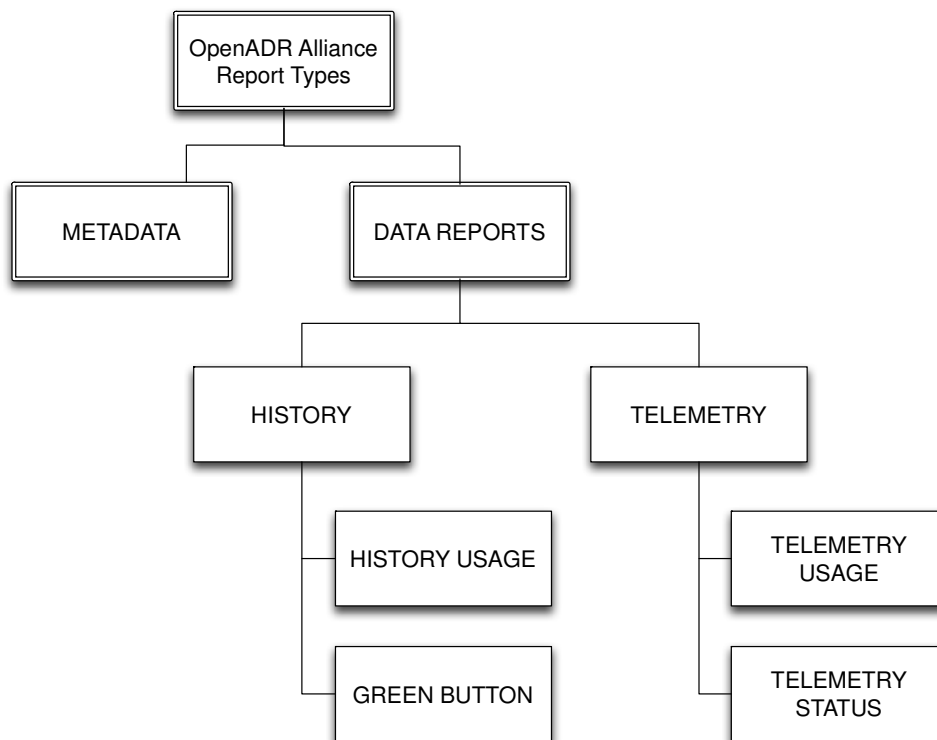 OpenADR Alliance
Report Types
METADATA
DATA REPORTS
HISTORY
TELEMETRY
HISTORY USAGE
TELEMETRY
USAGE
GREEN BUTTON
TELEMETRY
STATUS